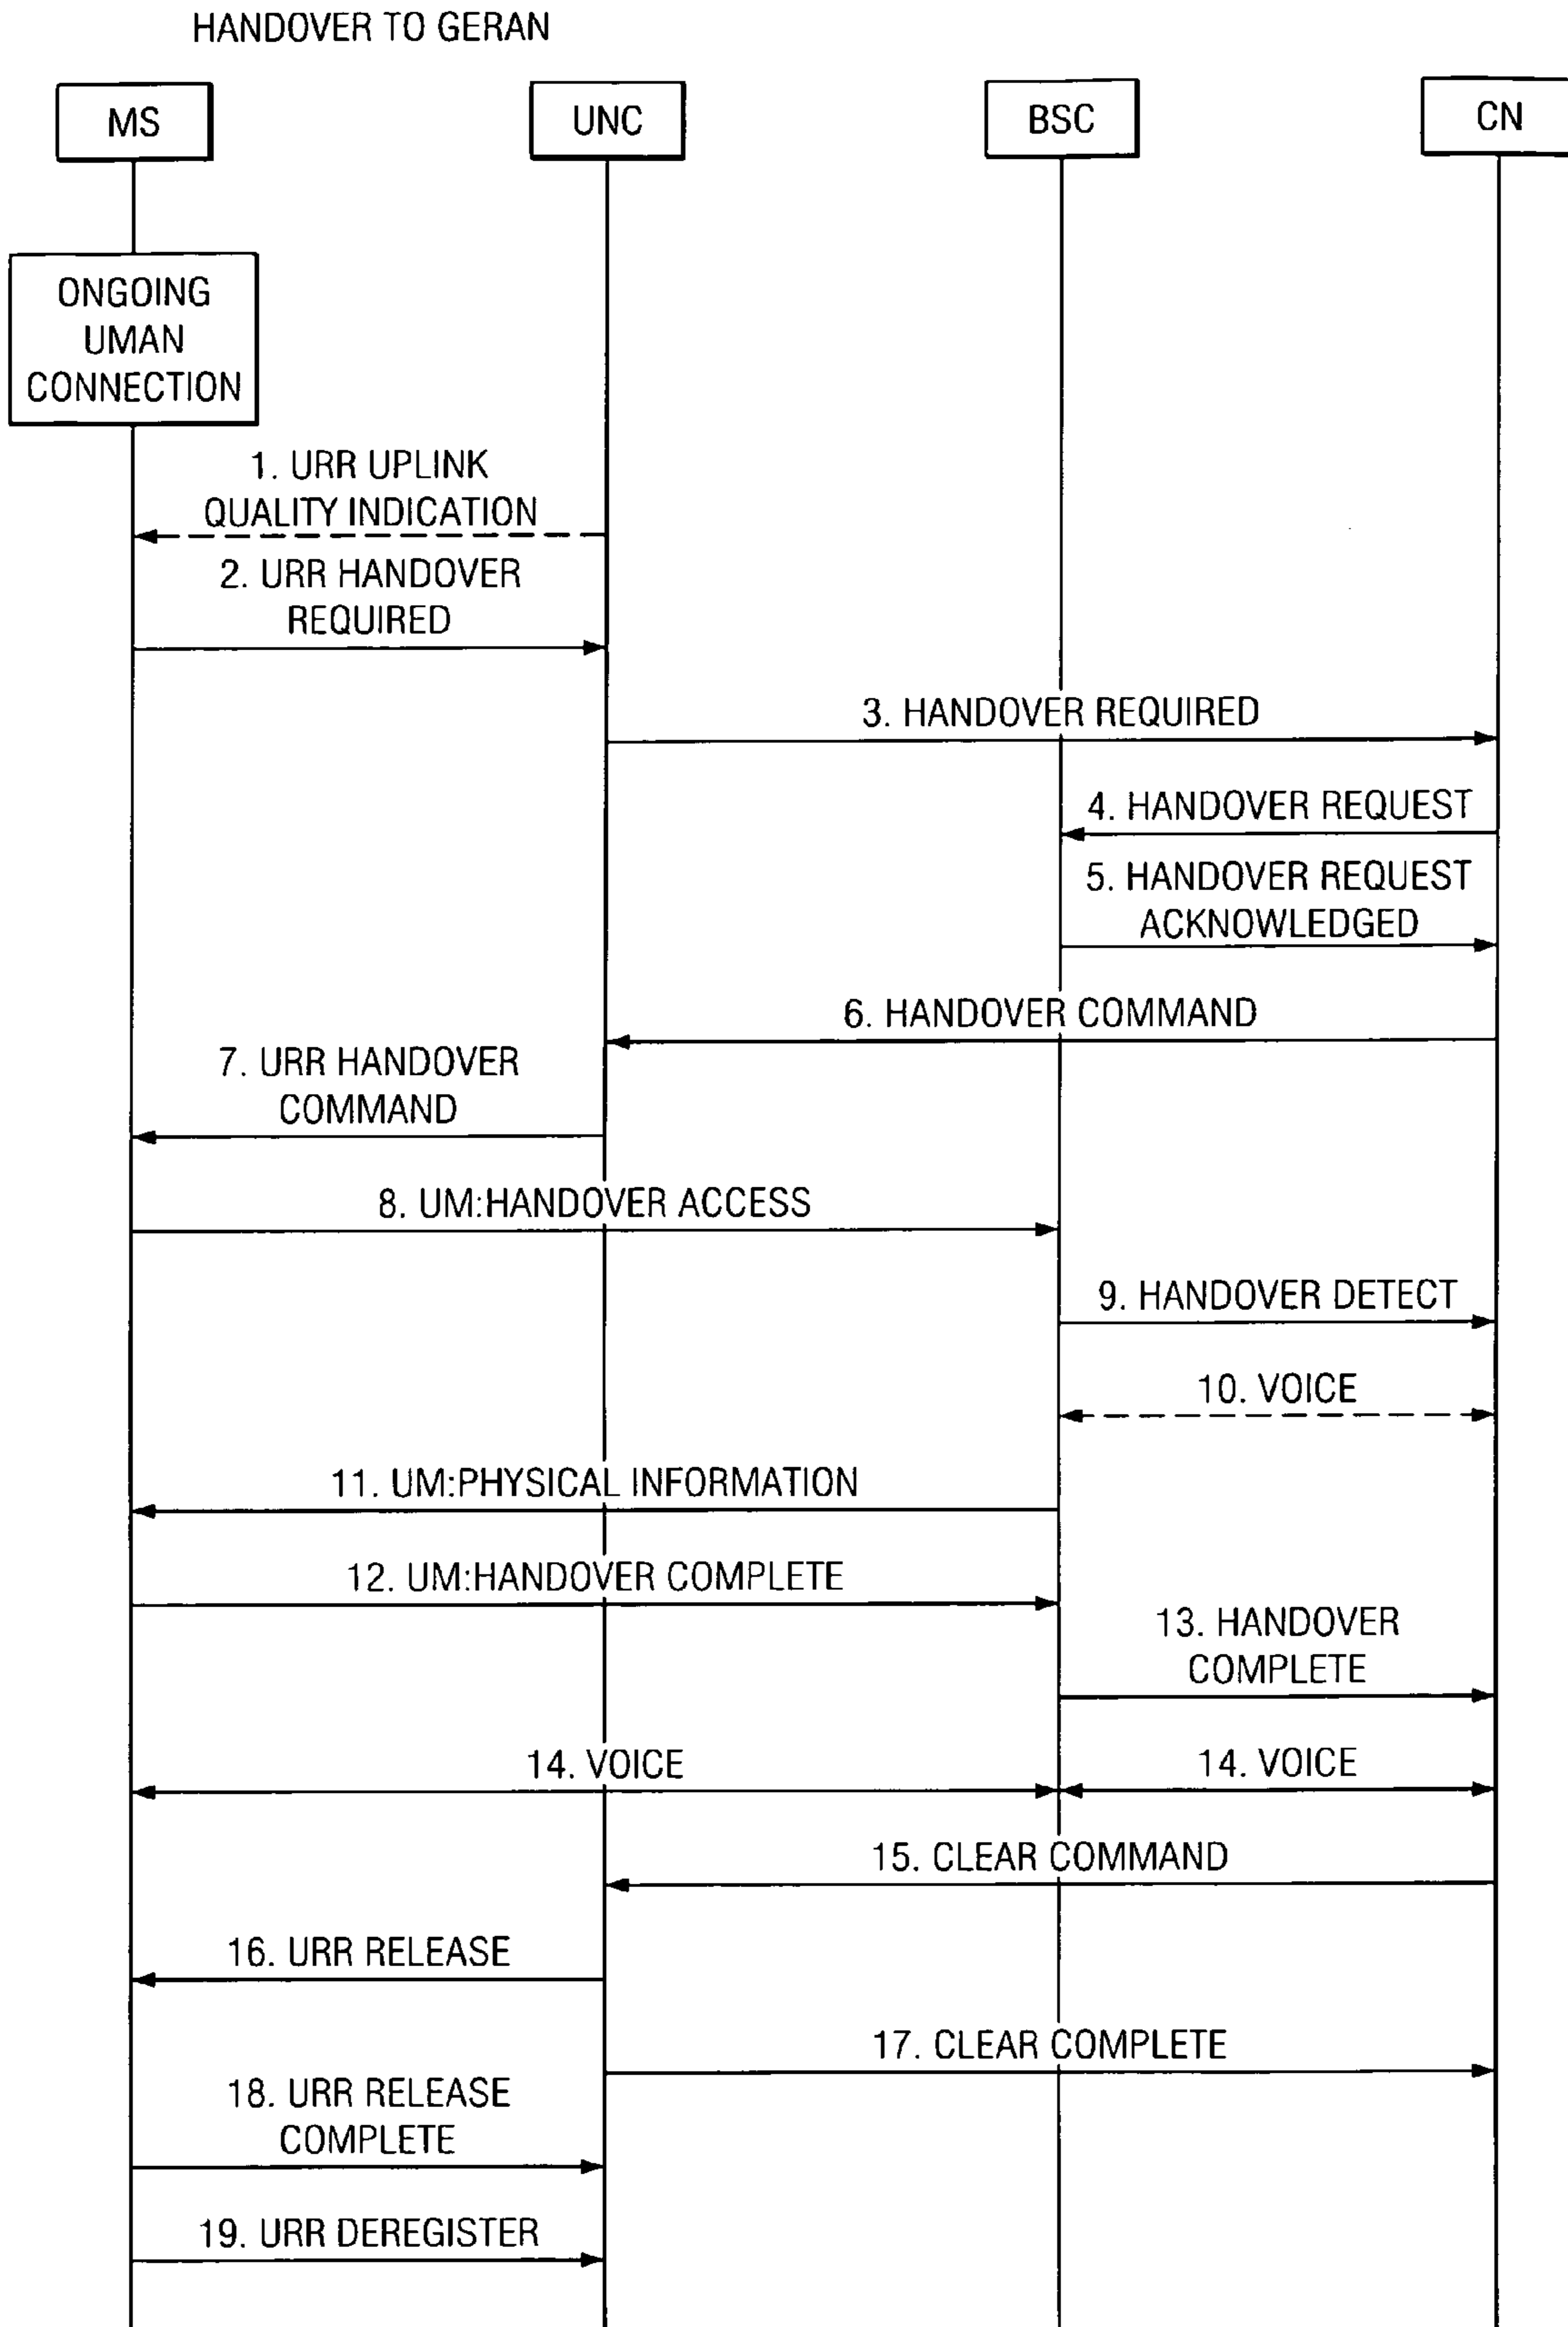 HANDOVER TO GERAN
MS
UNC
BSC
CN
ONGOING
UMAN
CONNECTION
1. URR UPLINK
QUALITY INDICATION
2. URR HANDOVER
REQUIRED
3. HANDOVER REQUIRED
4. HANDOVER REQUEST
5. HANDOVER REQUEST
ACKNOWLEDGED
6. HANDOVER COMMAND
7. URR HANDOVER
COMMAND
8. UM:HANDOVER ACCESS
9. HANDOVER DETECT
10. VOICE
11. UM:PHYSICAL INFORMATION
12. UM:HANDOVER COMPLETE
13. HANDOVER
COMPLETE
14. VOICE
14. VOICE
15. CLEAR COMMAND
16. URR RELEASE
17. CLEAR COMPLETE
18. URR RELEASE
COMPLETE
19. URR DEREGISTER